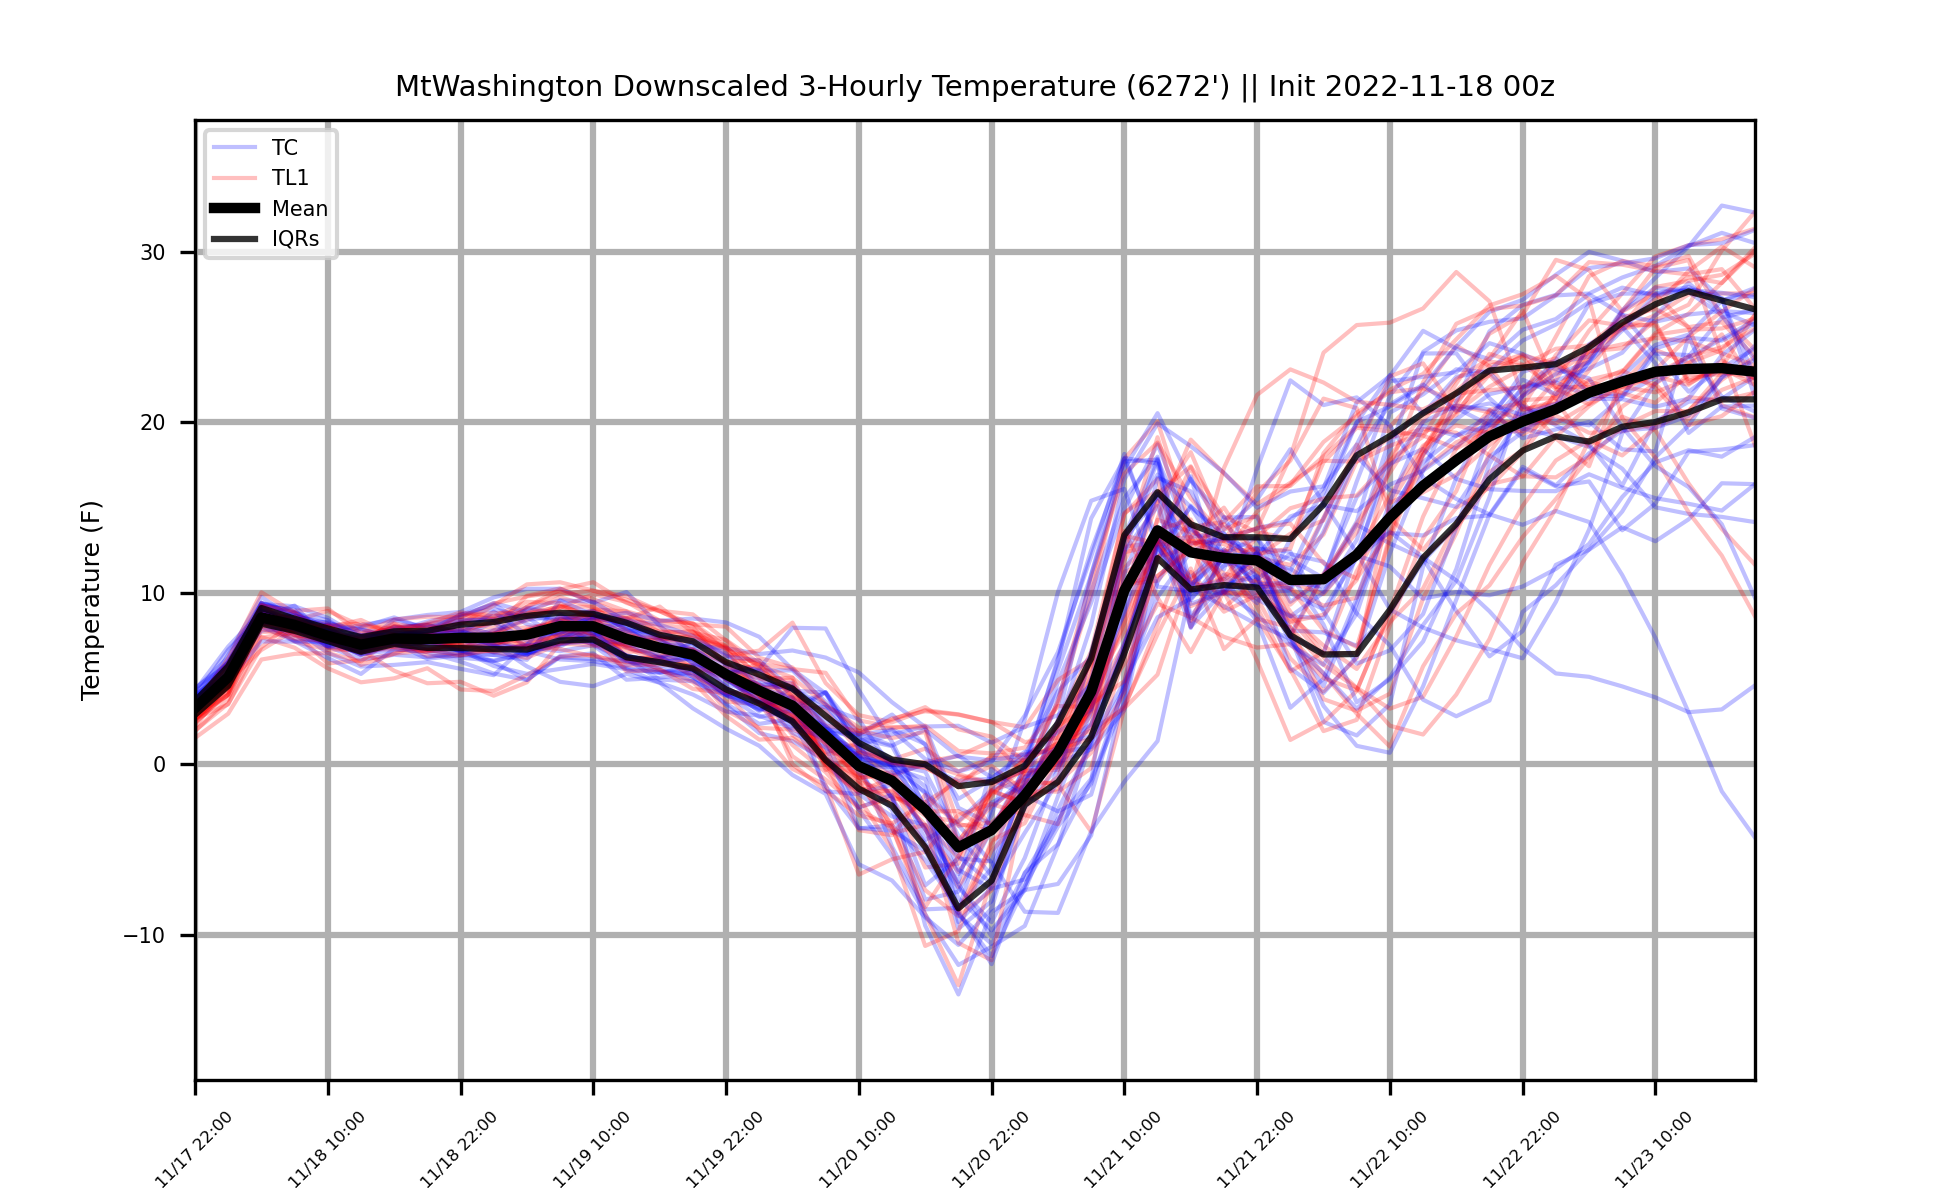 MtWashington Downscaled 3-Hourly Temperature (6272') || Init 2022-11-18 00z
TC
TL1
Mean
IQRs
Temperature (F)
30
20
10
0
−10
11/17 22:00
11/18 10:00
11/18 22:00
11/19 10:00
11/19 22:00
11/20 10:00
11/20 22:00
11/21 10:00
11/21 22:00
11/22 10:00
11/22 22:00
11/23 10:00